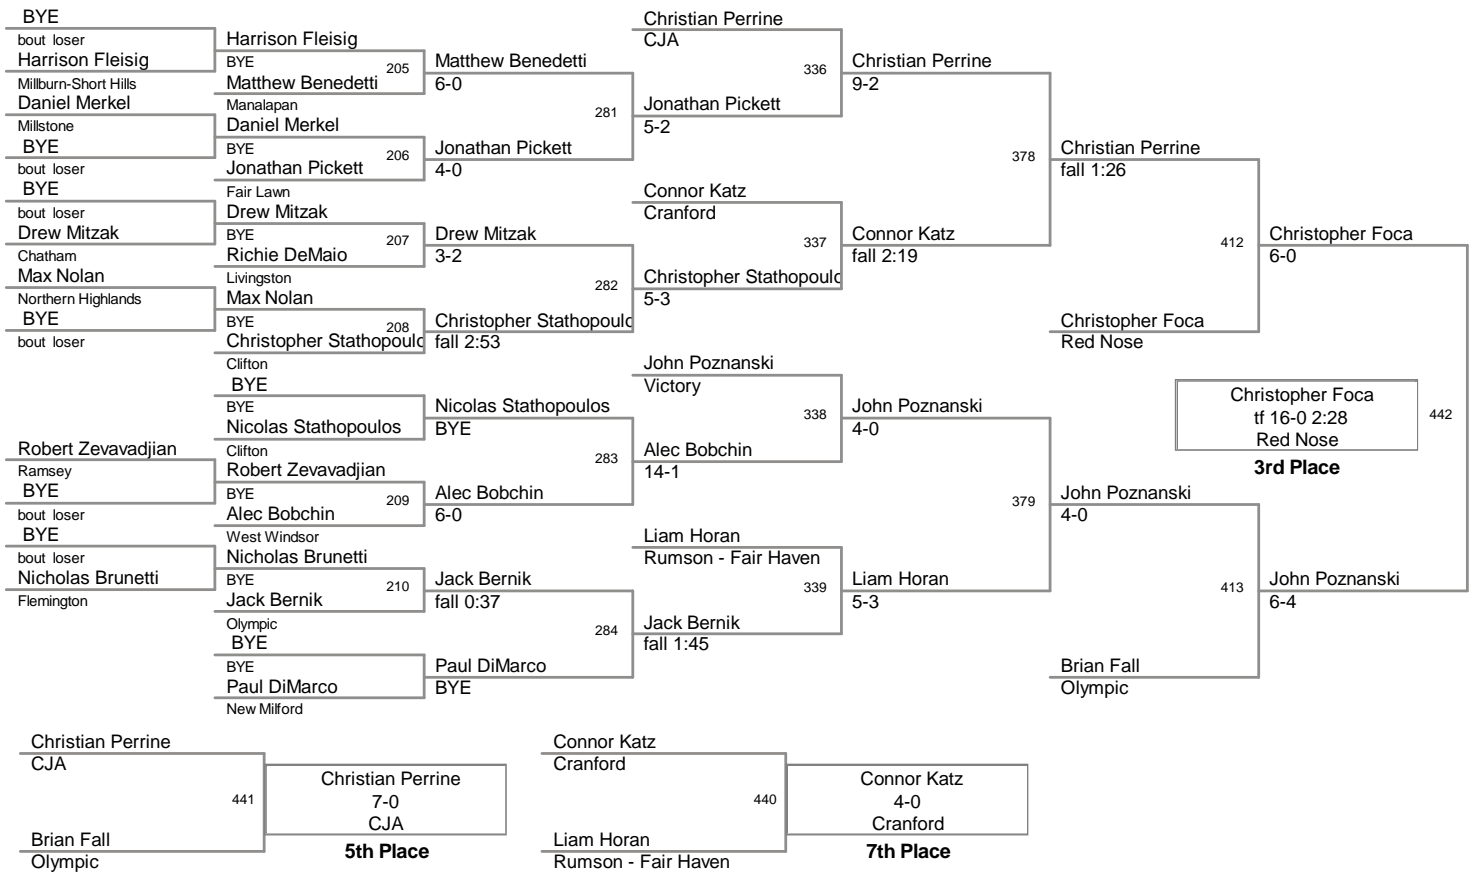 BYE
bout loser
Harrison Fleisig
Millburn-Short Hills
Daniel Merkel
Millstone
BYE
bout loser
BYE
bout loser
Drew Mitzak
Chatham
Max Nolan
Northern Highlands
BYE
bout loser
Robert Zevavadjian
Ramsey
BYE
bout loser
BYE
bout loser
Nicholas Brunetti
Flemington
Harrison Fleisig
BYE
205
Matthew Benedetti
Manalapan
Daniel Merkel
BYE
206
Jonathan Pickett
Fair Lawn
Drew Mitzak
BYE
207
Richie DeMaio
Livingston
Max Nolan
BYE
208
Christopher Stathopoulo
Clifton
BYE
BYE
Nicolas Stathopoulos
Clifton
Robert Zevavadjian
BYE
209
Alec Bobchin
West Windsor
Nicholas Brunetti
BYE
210
Jack Bernik
Olympic
BYE
BYE
Paul DiMarco
New Milford
Matthew Benedetti
6-0
281
Jonathan Pickett
4-0
Drew Mitzak
3-2
282
Christopher Stathopoulo
fall 2:53
Nicolas Stathopoulos
BYE
283
Alec Bobchin
6-0
Jack Bernik
fall 0:37
284
Paul DiMarco
BYE
Christian Perrine
CJA
336
Jonathan Pickett
5-2
Connor Katz
Cranford
337
Christopher Stathopoulo
5-3
John Poznanski
Victory
338
Alec Bobchin
14-1
Liam Horan
Rumson - Fair Haven
339
Jack Bernik
fall 1:45
Christian Perrine
9-2
378
Connor Katz
fall 2:19
John Poznanski
4-0
379
Liam Horan
5-3
Christian Perrine
fall 1:26
412
Christopher Foca
Red Nose
John Poznanski
4-0
413
Brian Fall
Olympic
Christopher Foca
6-0
442
John Poznanski
6-4
Christopher Foca
tf 16-0 2:28
Red Nose
3rd Place
Christian Perrine
CJA
441
Brian Fall
Olympic
Christian Perrine
7-0
CJA
5th Place
Connor Katz
Cranford
440
Liam Horan
Rumson - Fair Haven
Connor Katz
4-0
Cranford
7th Place